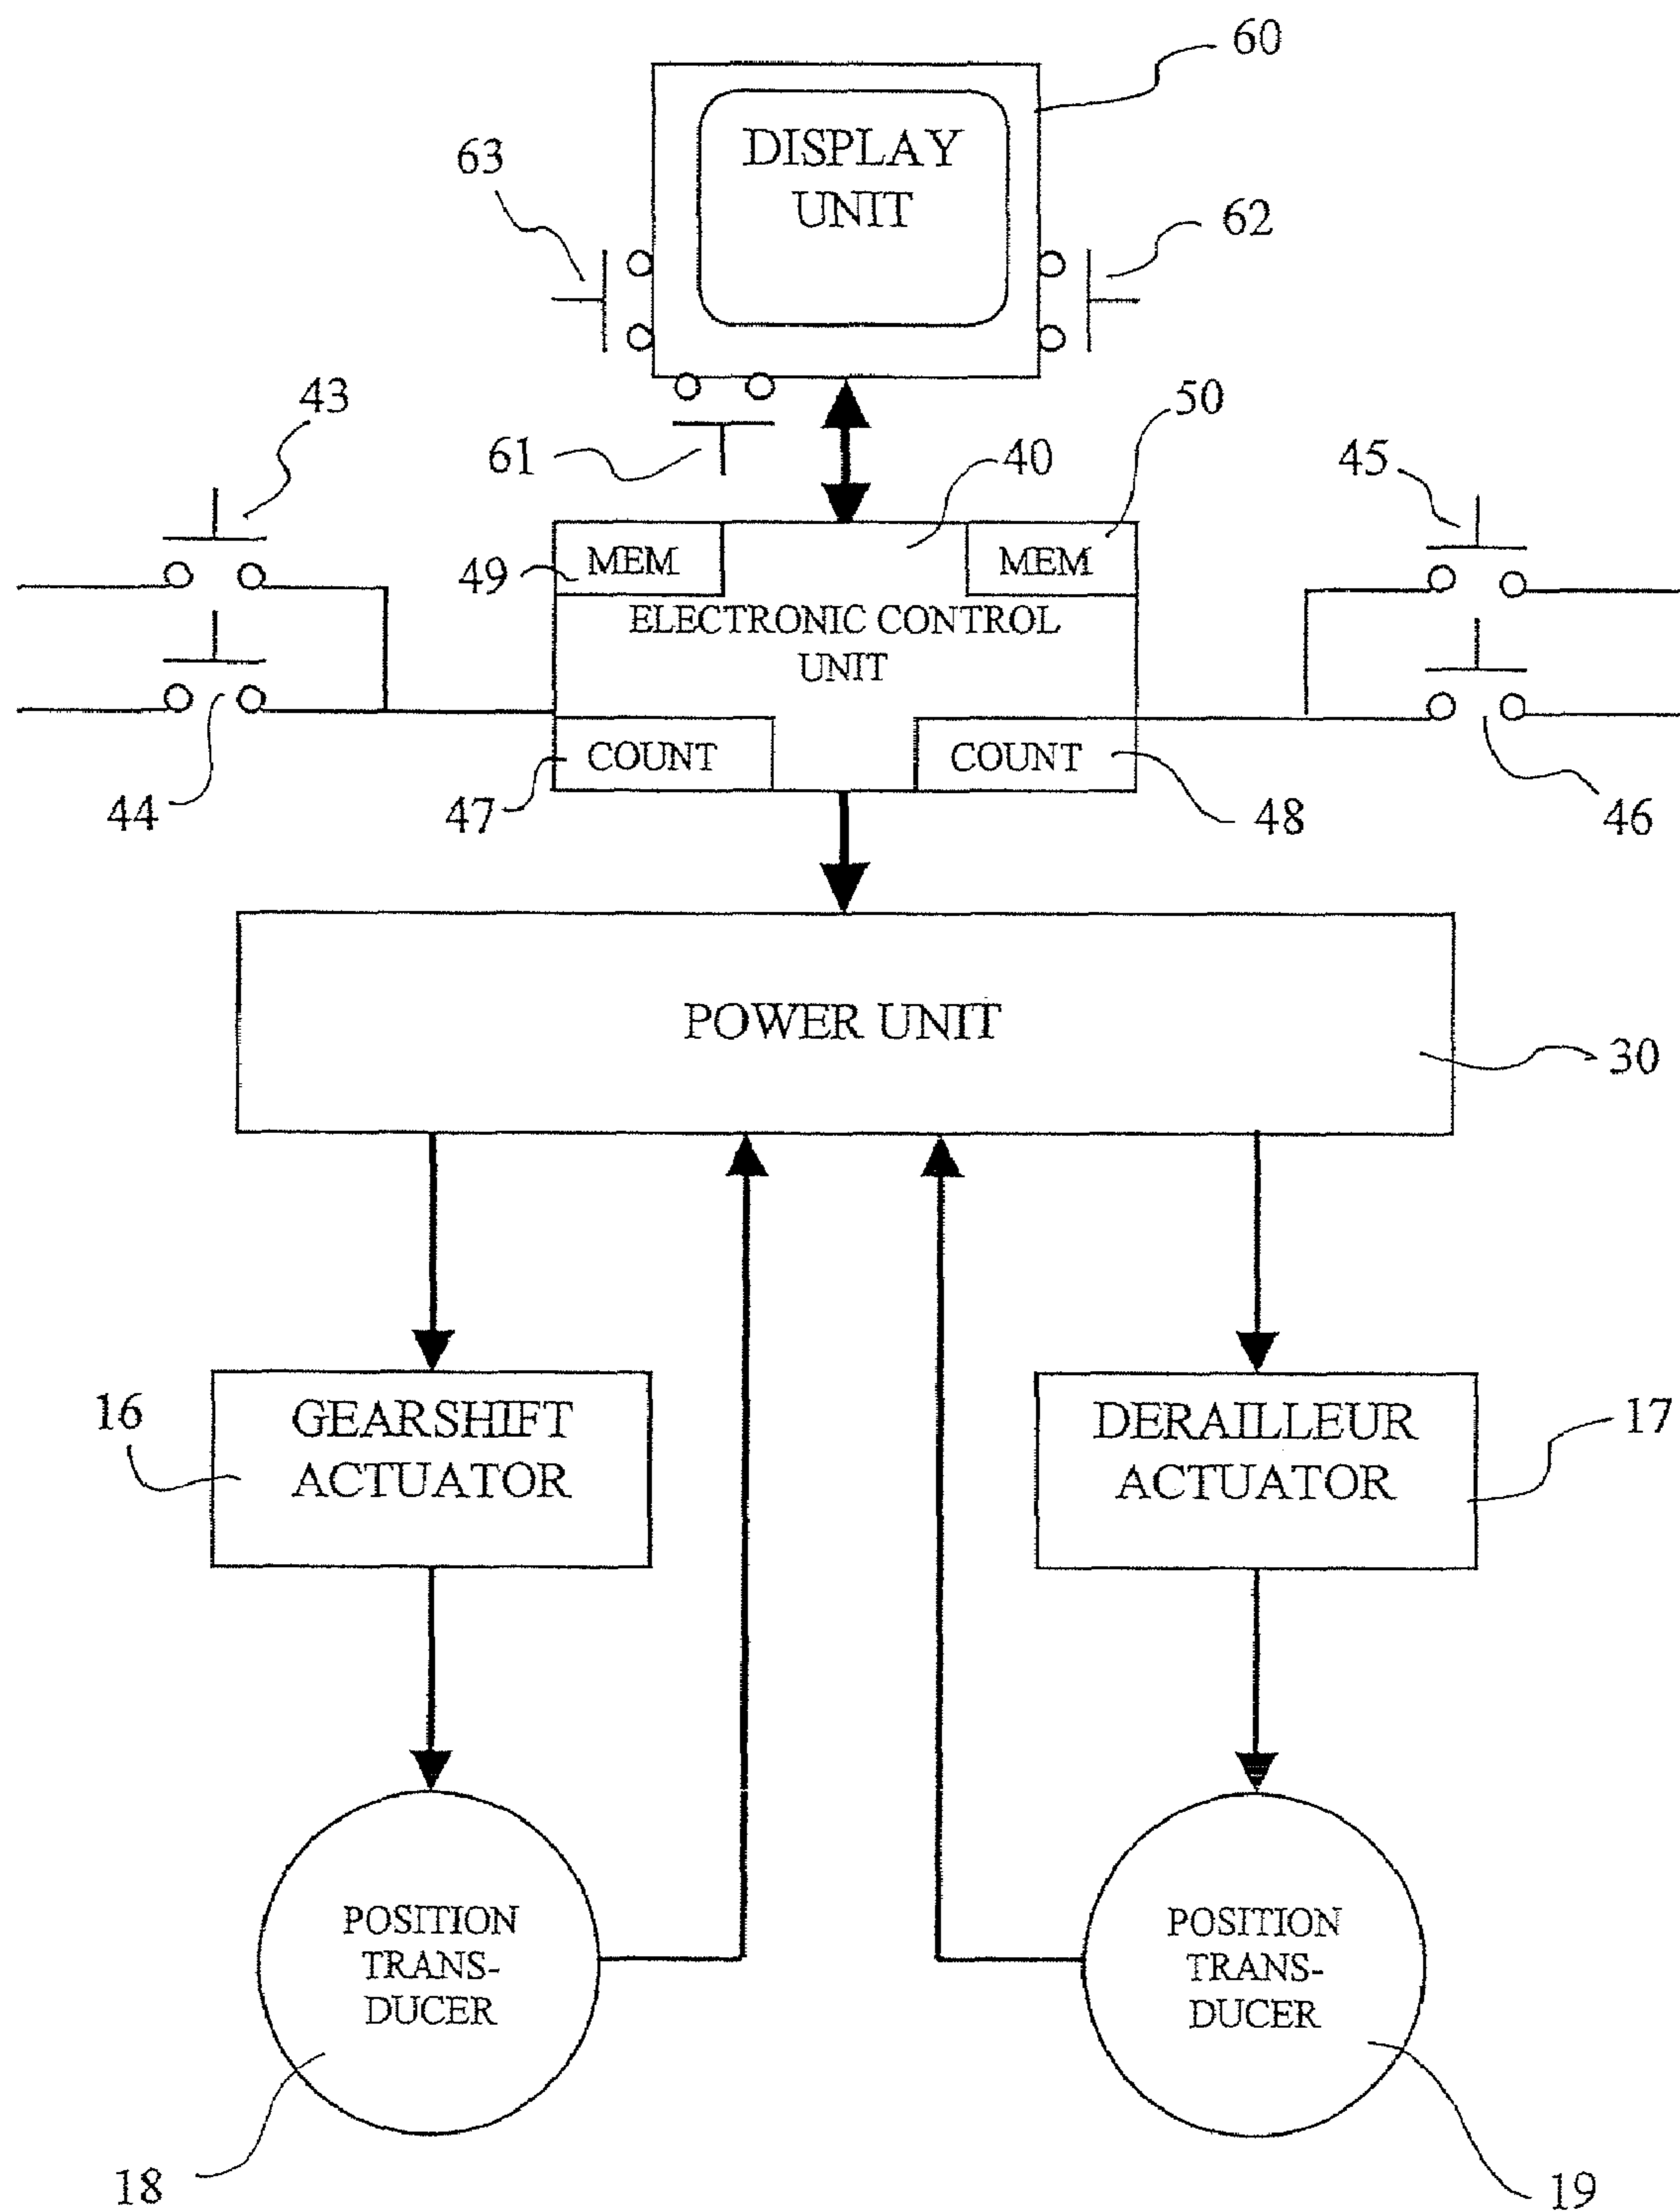 60
DISPLAY
UNIT
63
62
43
61
40
50
45
49
MEM
MEM
ELECTRONIC CONTROL
UNIT
44
47
COUNT
COUNT
48
46
POWER UNIT
30
16
GEARSHIFT
ACTUATOR
DERAILLEUR
ACTUATOR
17
POSITION
TRANS-
DUCER
POSITION
TRANS-
DUCER
18
19